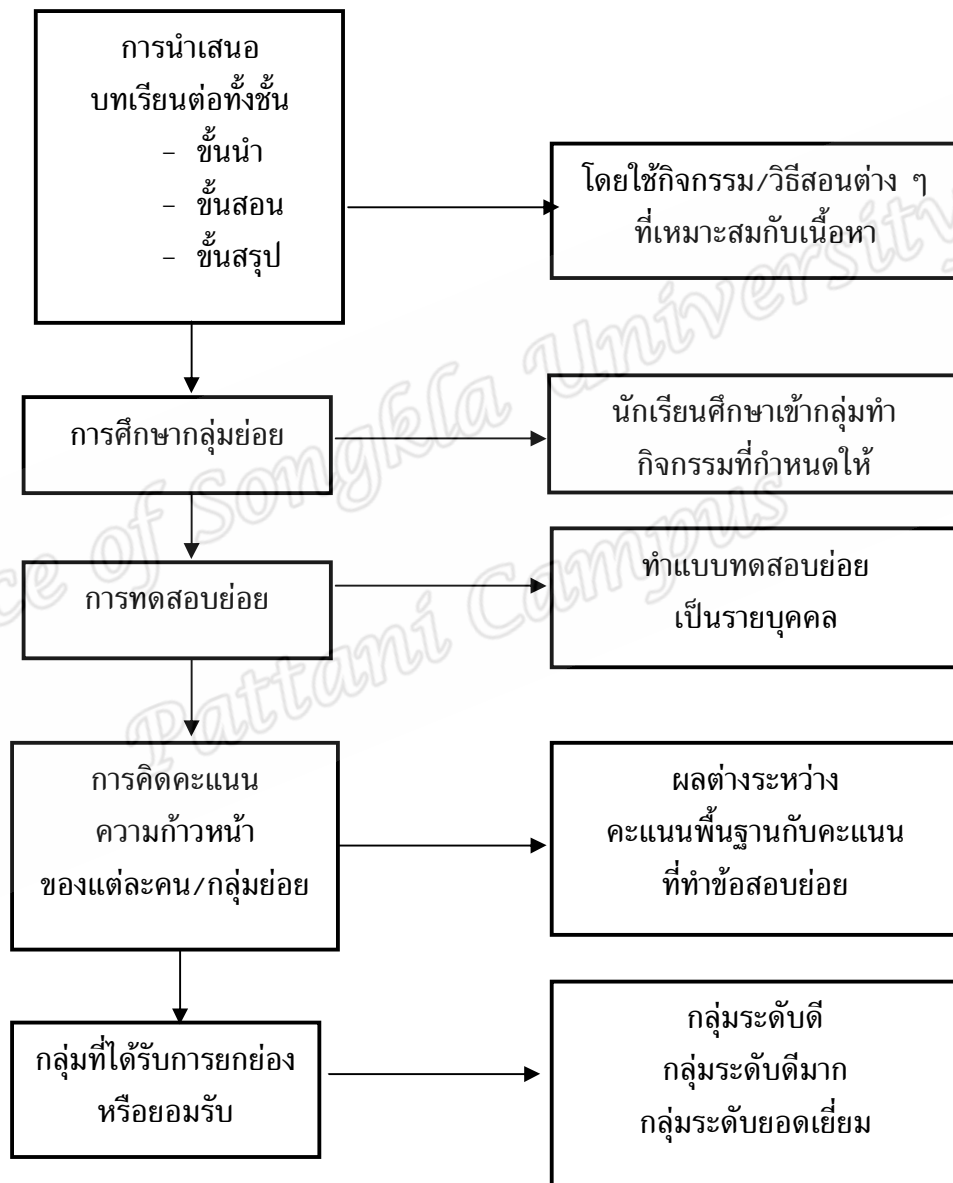 การนำเสนอ
บทเรียนต่อทั้งชั้น
- ขั้นนำ
- ขั้นสอน
- ขั้นสรุป
โดยใช้กิจกรรม/วิธีสอนต่าง ๆ
ที่เหมาะสมกับเนื้อหา
การศึกษากลุ่มย่อย
นักเรียนศึกษาเข้ากลุ่มทำ
กิจกรรมที่กำหนดให้
การทดสอบย่อย
ทำแบบทดสอบย่อย
เป็นรายบุคคล
การคิดคะแนน
ความก้าวหน้า
ของแต่ละคน/กลุ่มย่อย
ผลต่างระหว่าง
คะแนนพื้นฐานกับคะแนน
ที่ทำข้อสอบย่อย
กลุ่มที่ได้รับการยกย่อง
หรือยอมรับ
กลุ่มระดับดี
กลุ่มระดับดีมาก
กลุ่มระดับยอดเยี่ยม
ce of Songkla University
Pattani Campus